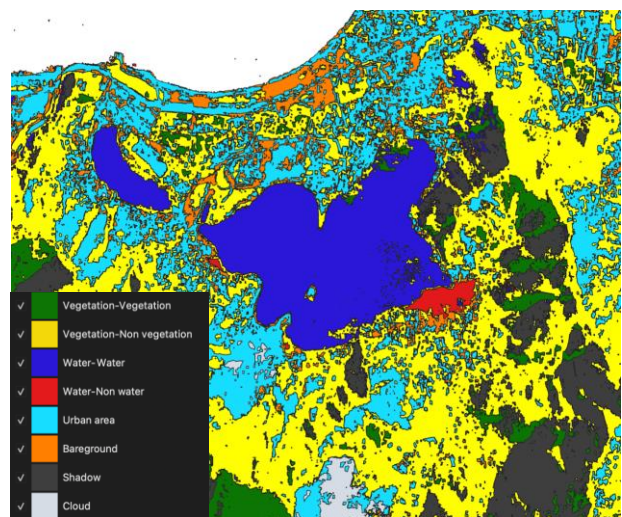 Vegetation-Vegetation
Vegetation-Non vegetation
Water-Water
Water-Non water
Urban area
Bareground
Shadow
Cloud